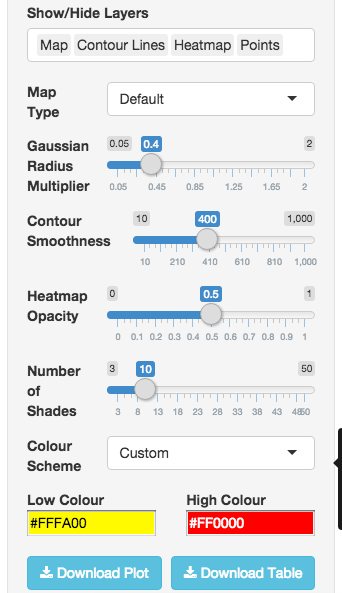 Show/Hide Layers
Map Contour Lines Heatmap Points
Map Type
Default
Gaussian Radius Multiplier
0.05 0.4 2
0.05 0.45 0.85 1.25 1.65 2
Contour Smoothness
10 400 1,000
10 210 410 610 810 1,000
Heatmap Opacity
0 0.5 1
0 0.1 0.2 0.3 0.4 0.5 0.6 0.7 0.8 0.9 1
Number of Shades
3 10 50
3 8 13 18 23 28 33 38 43 48 50
Colour Scheme
Custom
Low Colour High Colour
#FFFA00 #FF0000
Download Plot Download Table